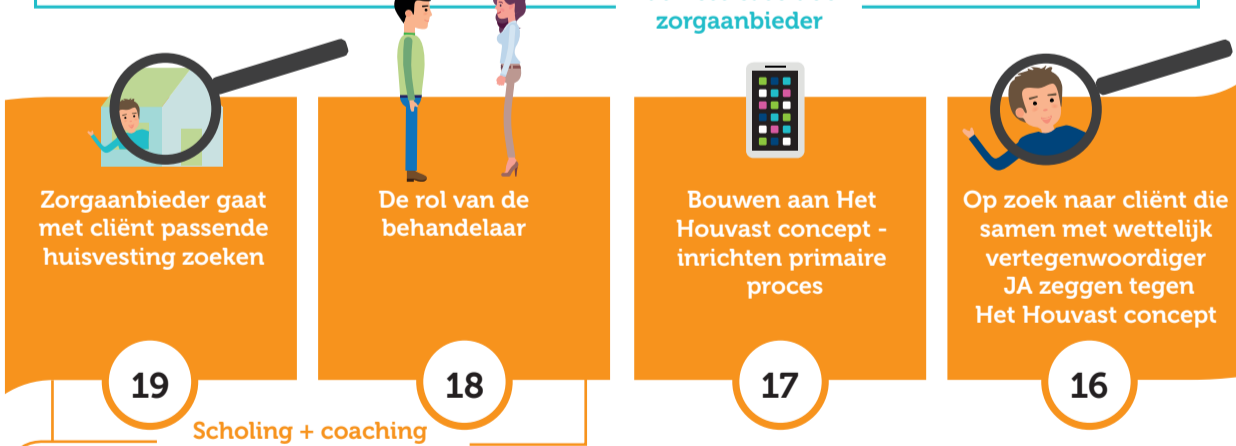 zorgaanbieder
Zorgaanbieder gaat
met cliënt passende
huisvesting zoeken
19
De rol van de
behandelaar
18
Bouwen aan Het
Houvast concept -
inrichten primaire
proces
17
Op zoek naar cliënt die
samen met wettelijk
vertegenwoordiger
JA zeggen tegen
Het Houvast concept
16
Scholing + coaching